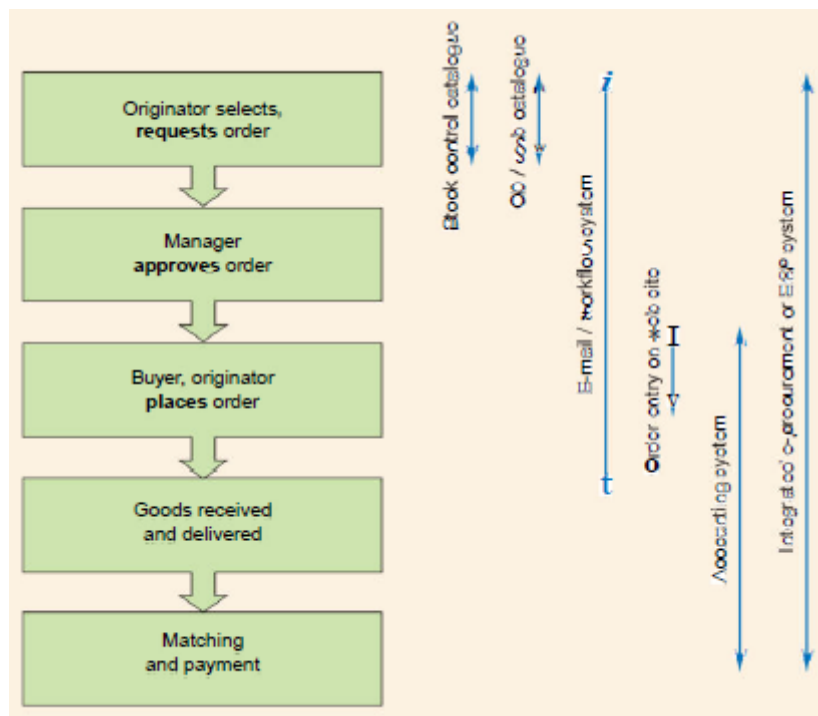 Originator selects,
requests order
Manager
approves order
Buyer, originator
places order
Goods received
and delivered
Matching
and payment
Stock control catalogue
CD / web catalogue
E-mail / workflow system
Order entry on web site
Accounting system
Integrated e-procurement or ERP system